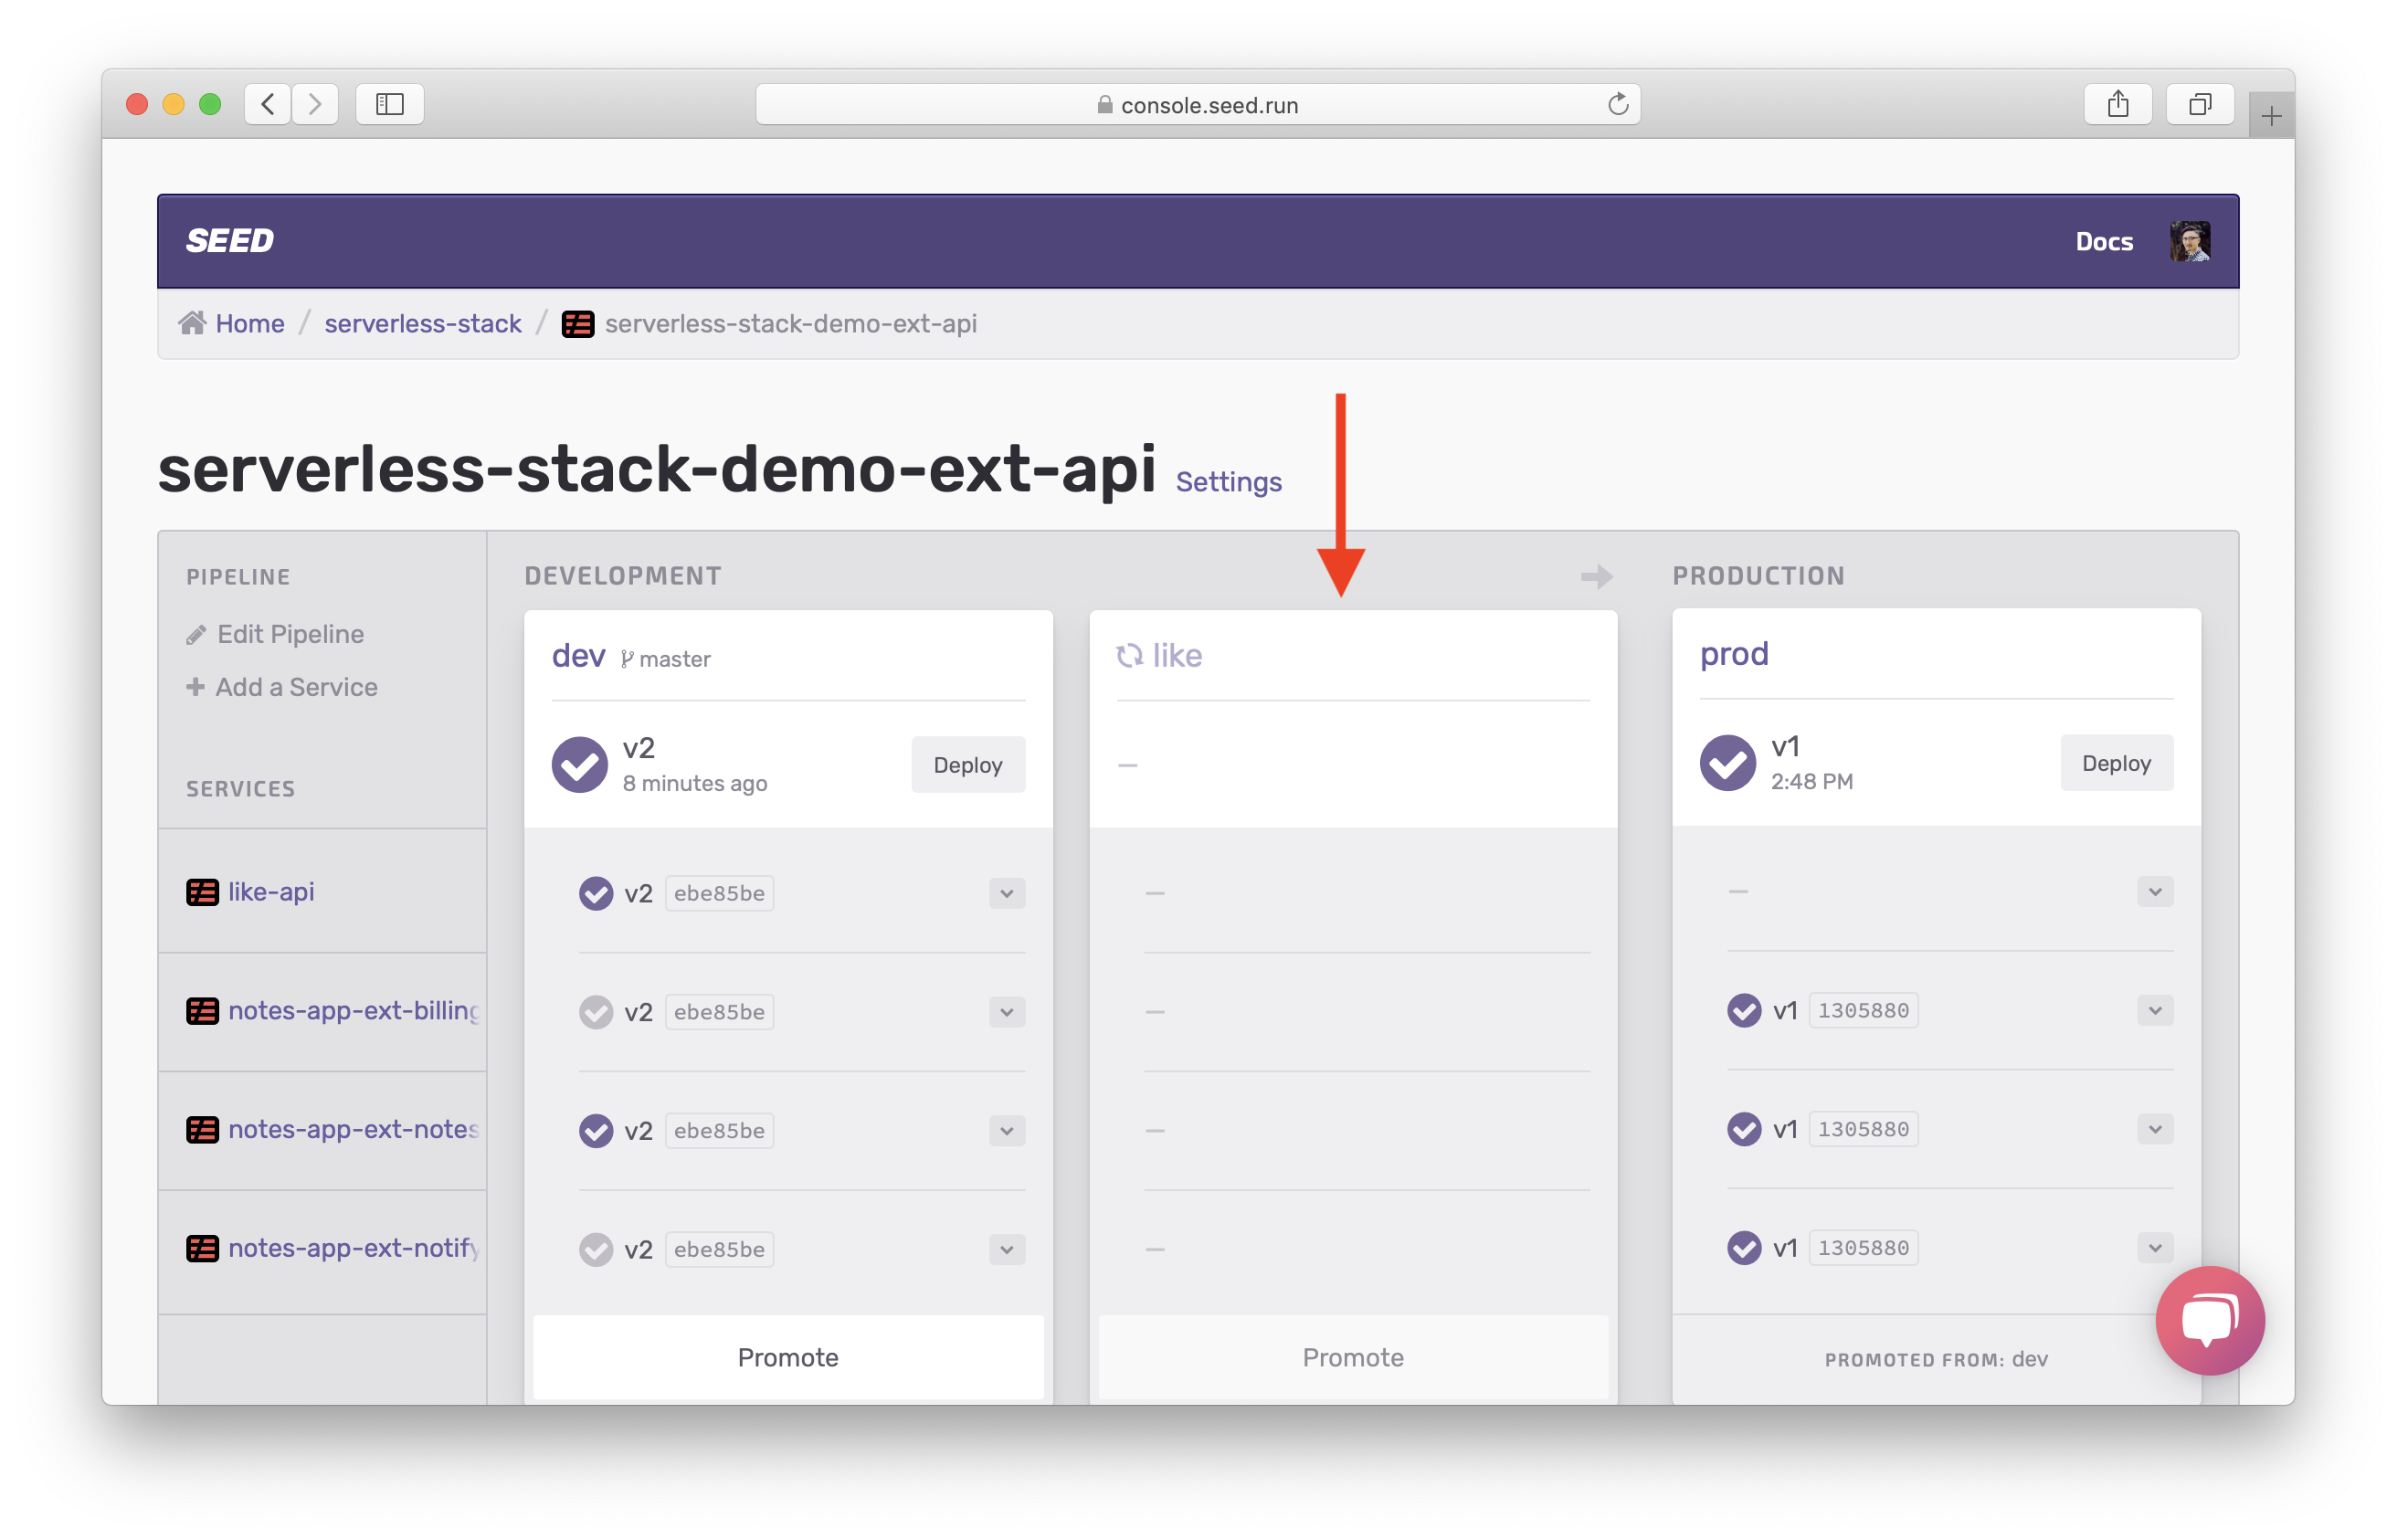 console.seed.run
SEED
Docs
Home / serverless-stack / serverless-stack-demo-ext-api
serverless-stack-demo-ext-api Settings
PIPELINE
Edit Pipeline
Add a Service
SERVICES
like-api
notes-app-ext-billing
notes-app-ext-notes
notes-app-ext-notify
DEVELOPMENT
dev master
v2
8 minutes ago
Deploy
v2 ebe85be
v2 ebe85be
v2 ebe85be
v2 ebe85be
Promote
like
–
–
–
–
–
Promote
PRODUCTION
prod
v1
2:48 PM
Deploy
–
v1 1305880
v1 1305880
v1 1305880
PROMOTED FROM: dev